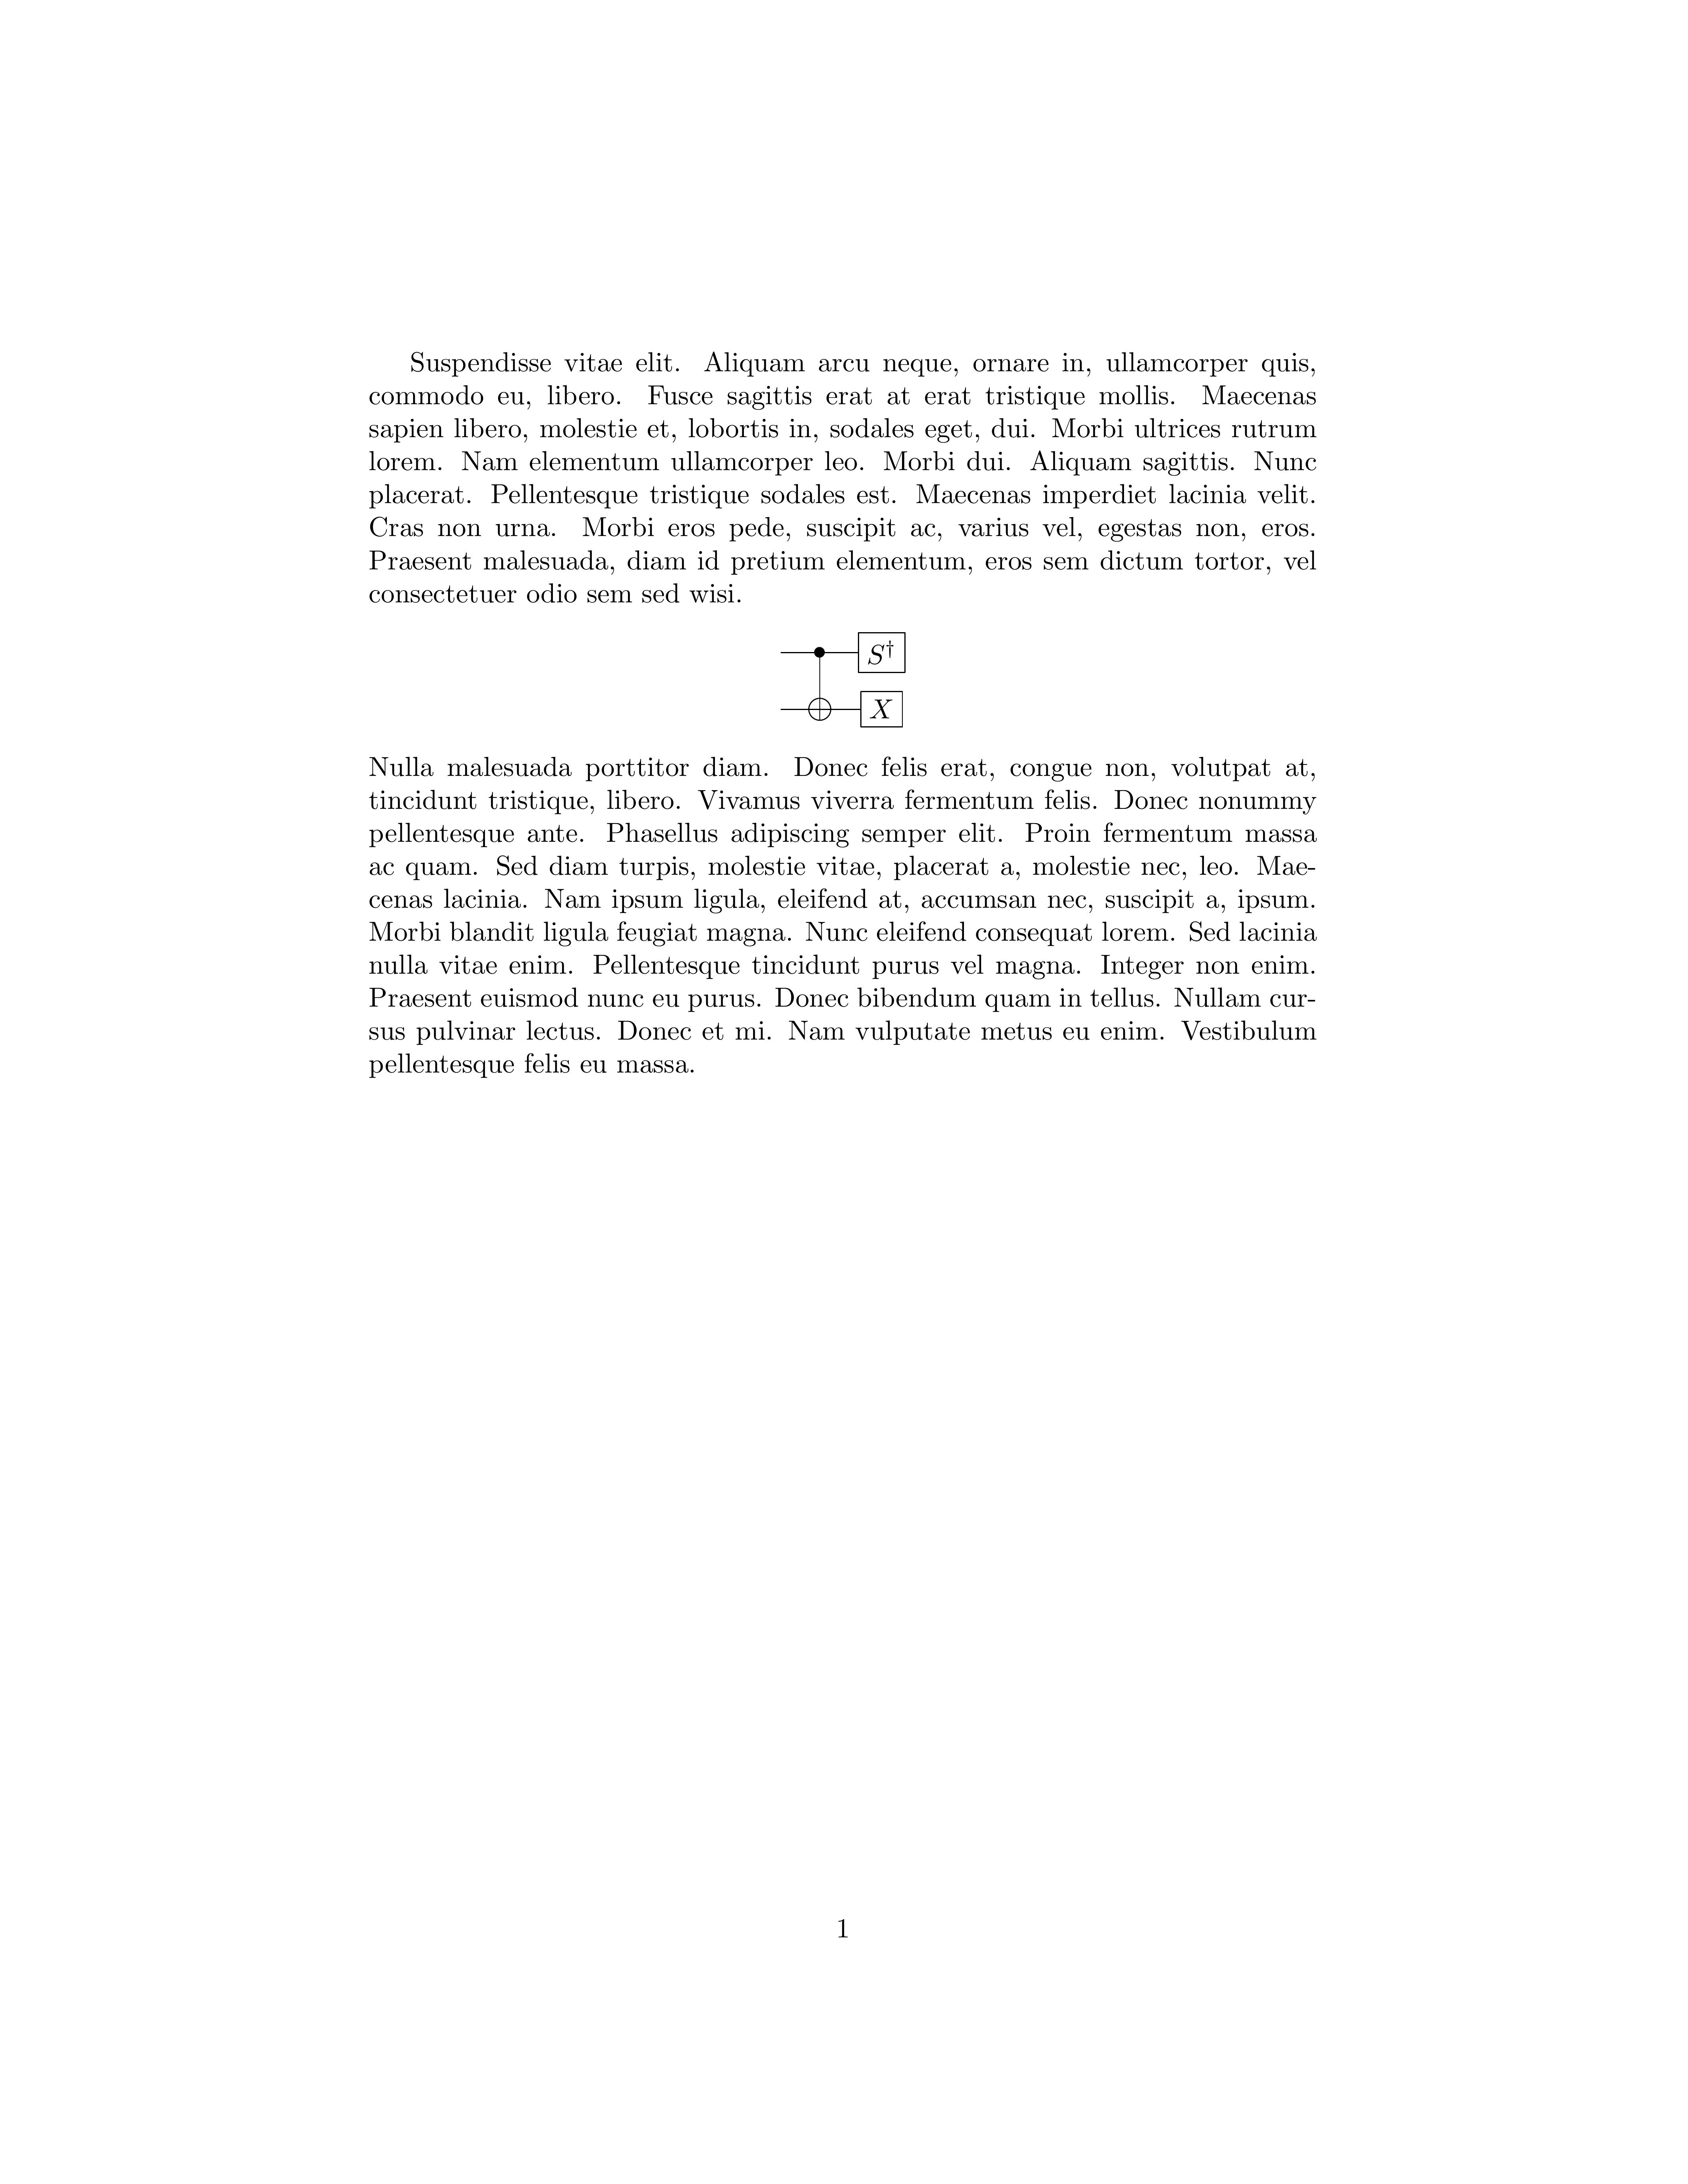 Suspendisse vitae elit. Aliquam arcu neque, ornare in, ullamcorper quis,
commodo eu, libero. Fusce sagittis erat at erat tristique mollis. Maecenas
sapien libero, molestie et, lobortis in, sodales eget, dui. Morbi ultrices rutrum
lorem. Nam elementum ullamcorper leo. Morbi dui. Aliquam sagittis. Nunc
placerat. Pellentesque tristique sodales est. Maecenas imperdiet lacinia velit.
Cras non urna. Morbi eros pede, suscipit ac, varius vel, egestas non, eros.
Praesent malesuada, diam id pretium elementum, eros sem dictum tortor, vel
consectetuer odio sem sed wisi.
S†
X
Nulla malesuada porttitor diam. Donec felis erat, congue non, volutpat at,
tincidunt tristique, libero. Vivamus viverra fermentum felis. Donec nonummy
pellentesque ante. Phasellus adipiscing semper elit. Proin fermentum massa
ac quam. Sed diam turpis, molestie vitae, placerat a, molestie nec, leo. Mae-
cenas lacinia. Nam ipsum ligula, eleifend at, accumsan nec, suscipit a, ipsum.
Morbi blandit ligula feugiat magna. Nunc eleifend consequat lorem. Sed lacinia
nulla vitae enim. Pellentesque tincidunt purus vel magna. Integer non enim.
Praesent euismod nunc eu purus. Donec bibendum quam in tellus. Nullam cur-
sus pulvinar lectus. Donec et mi. Nam vulputate metus eu enim. Vestibulum
pellentesque felis eu massa.
1